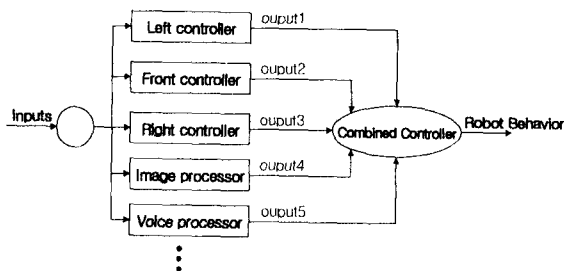 Inputs
Left controller
ouput1
Front controller
ouput2
Right controller
ouput3
Image processor
ouput4
Voice processor
ouput5
Combined Controller
Robot Behavior